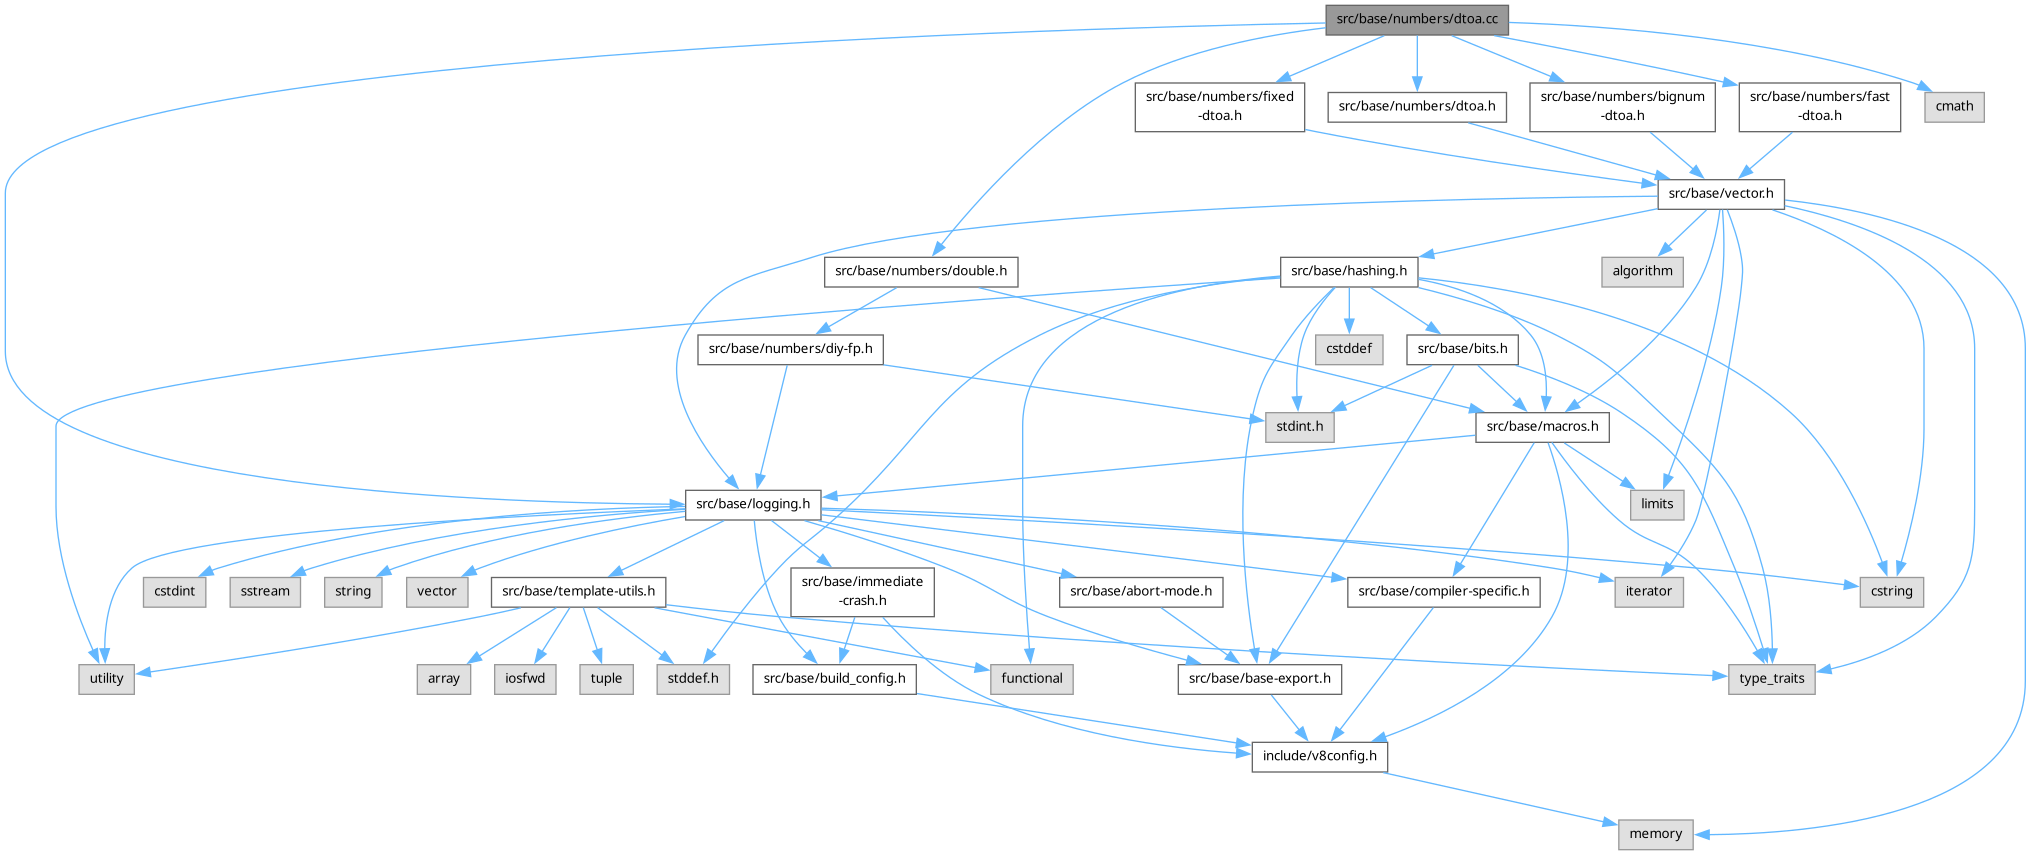 src/base/numbers/dtoa.cc
src/base/numbers/fixed
-dtoa.h
src/base/numbers/dtoa.h
src/base/numbers/bignum
-dtoa.h
src/base/numbers/fast
-dtoa.h
cmath
src/base/vector.h
src/base/numbers/double.h
src/base/hashing.h
algorithm
src/base/numbers/diy-fp.h
cstddef
src/base/bits.h
stdint.h
src/base/macros.h
src/base/logging.h
limits
cstdint
sstream
string
vector
src/base/template-utils.h
src/base/immediate
-crash.h
src/base/abort-mode.h
src/base/compiler-specific.h
iterator
cstring
utility
array
iosfwd
tuple
stddef.h
src/base/build_config.h
functional
src/base/base-export.h
type_traits
include/v8config.h
memory